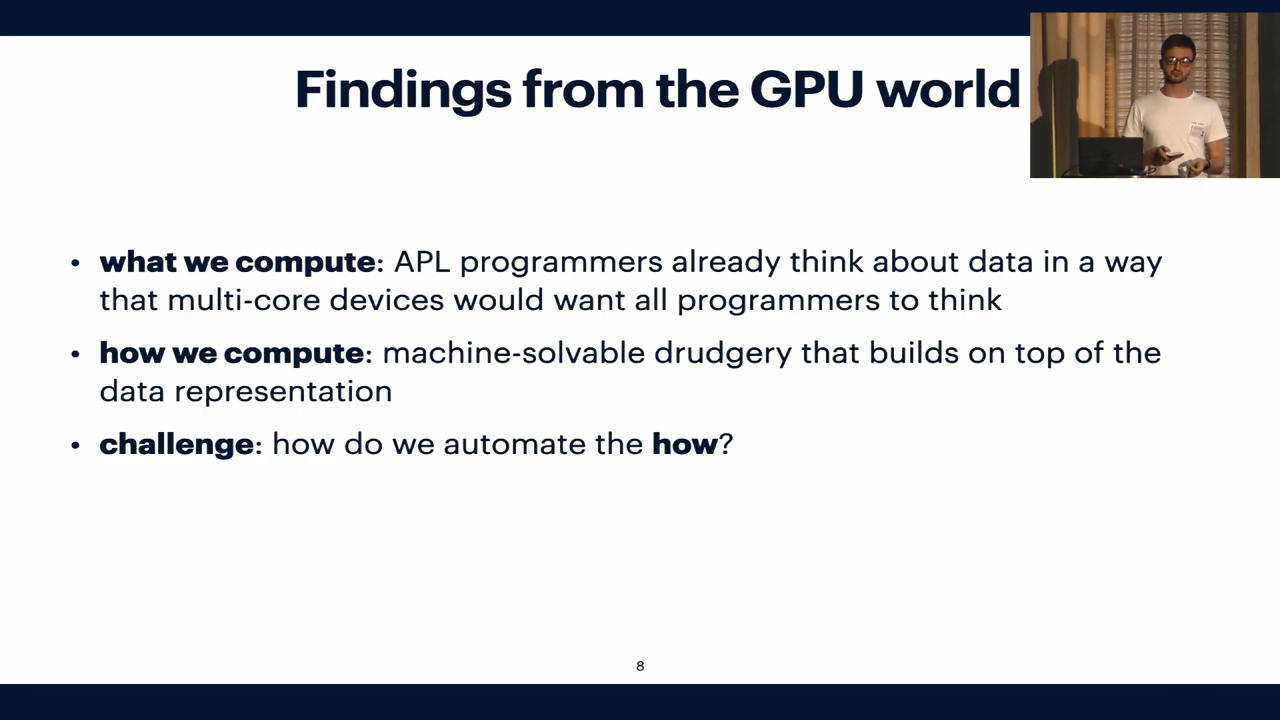 Findings from the GPU world
• what we compute: APL programmers already think about data in a way
that multi-core devices would want all programmers to think
• how we compute: machine-solvable drudgery that builds on top of the
data representation
• challenge: how do we automate the how?
8